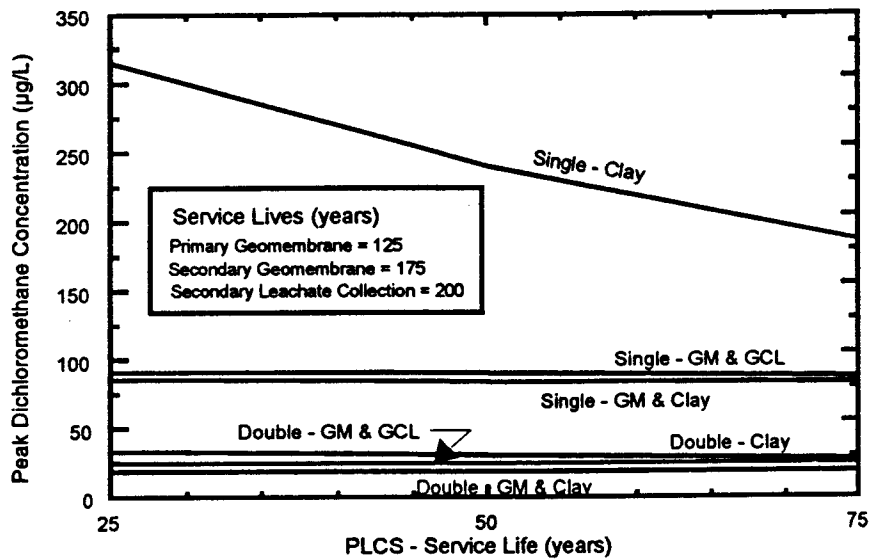 Peak Dichloromethane Concentration (µg/L)
350
300
250
200
150
100
50
0
Single - Clay
Service Lives (years)
Primary Geomembrane = 125
Secondary Geomembrane = 175
Secondary Leachate Collection = 200
Single - GM & GCL
Single - GM & Clay
Double - GM & GCL
Double - Clay
Double - GM & Clay
25
50
75
PLCS - Service Life (years)